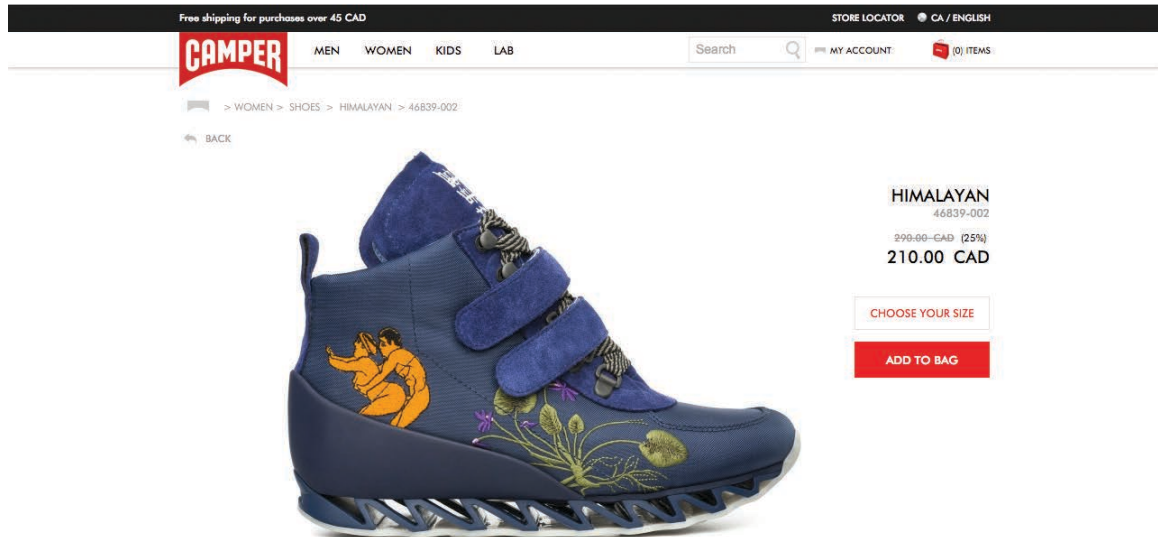 Free shipping for purchases over 45 CAD
STORE LOCATOR CA / ENGLISH
CAMPER
MEN WOMEN KIDS LAB
Search
MY ACCOUNT
(0) ITEMS
> WOMEN > SHOES > HIMALAYAN > 46839-002
BACK
HIMALAYAN
46839-002
290.00 CAD (25%)
210.00 CAD
CHOOSE YOUR SIZE
ADD TO BAG